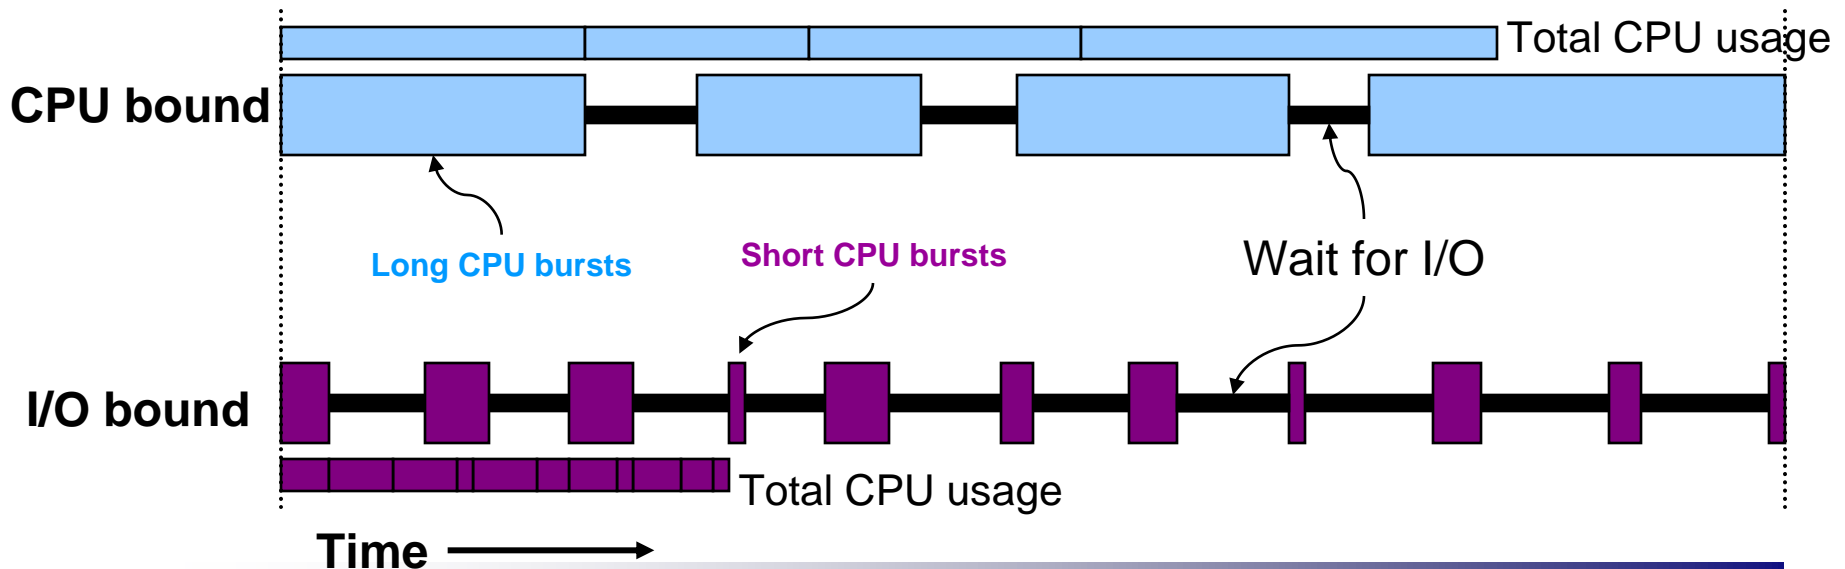 Total CPU usage
CPU bound
Long CPU bursts
Short CPU bursts
Wait for I/O
I/O bound
Total CPU usage
Time